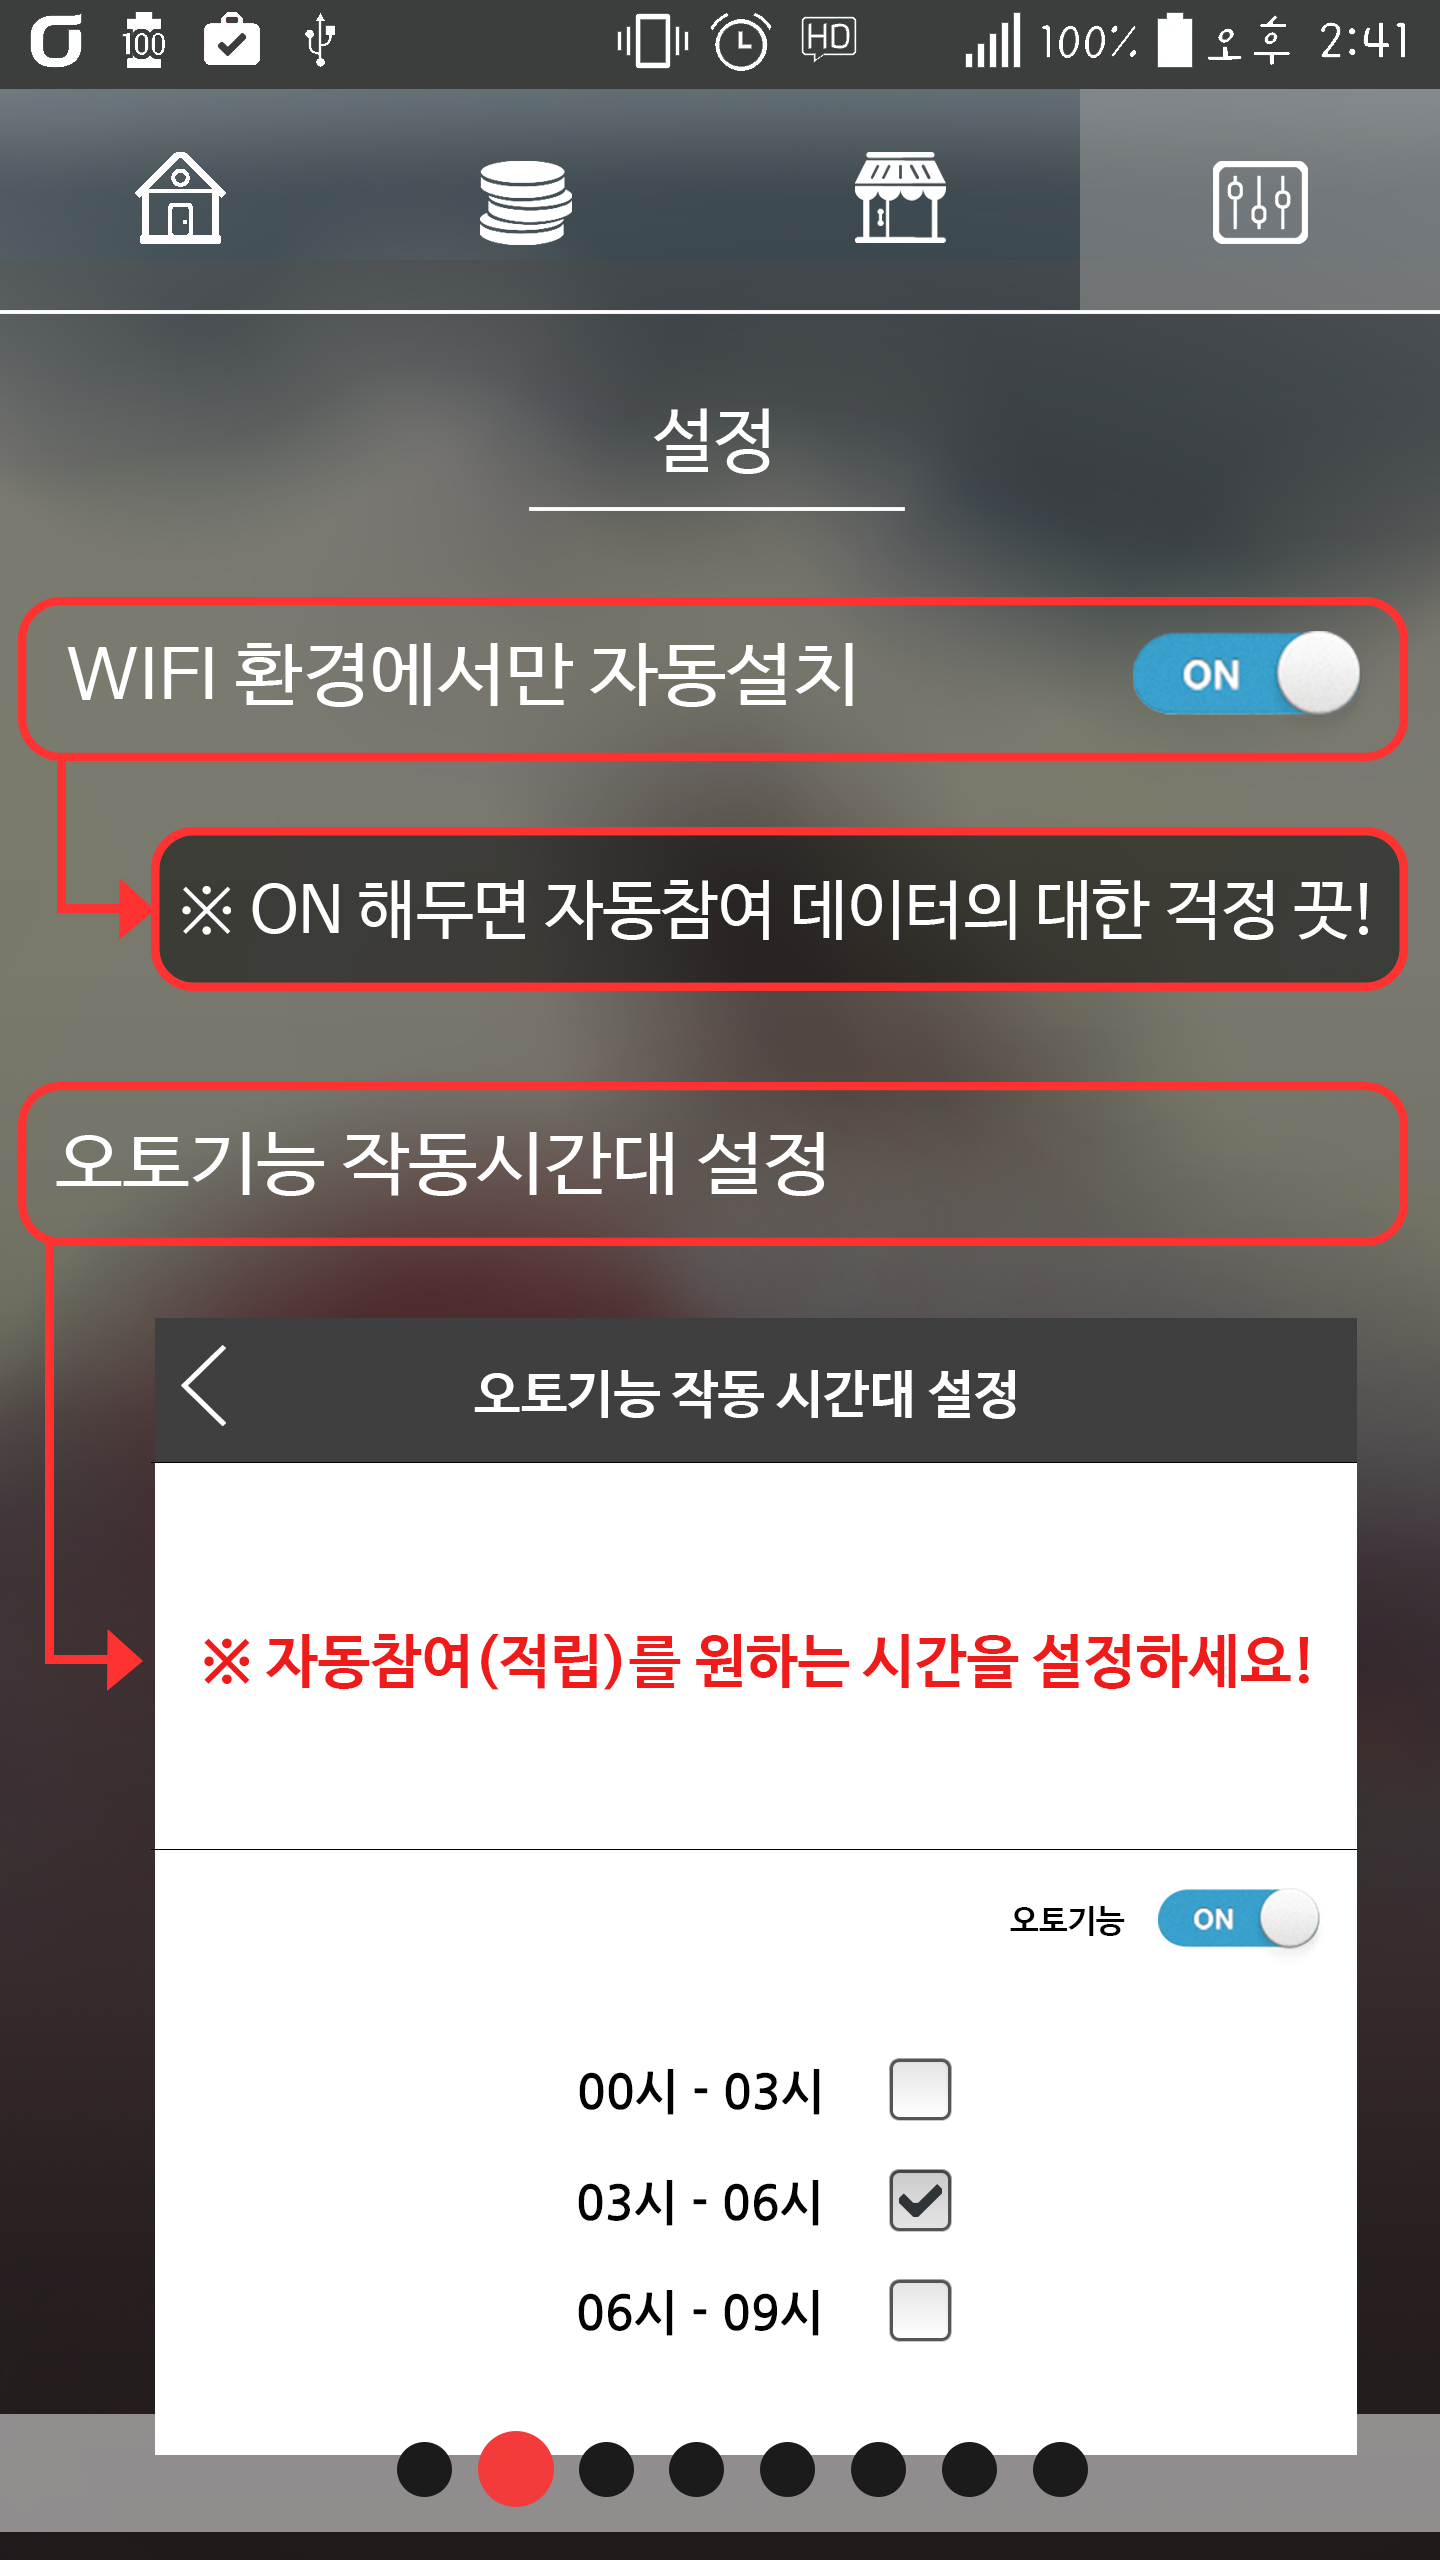 100 HD 100% 오후 2:41
설정
WIFI 환경에서만 자동설치 ON
※ ON 해두면 자동참여 데이터의 대한 걱정 끗!
오토기능 작동시간대 설정
오토기능 작동 시간대 설정
※ 자동참여(적립)를 원하는 시간을 설정하세요!
오토기능 ON
00시 - 03시
03시 - 06시
06시 - 09시